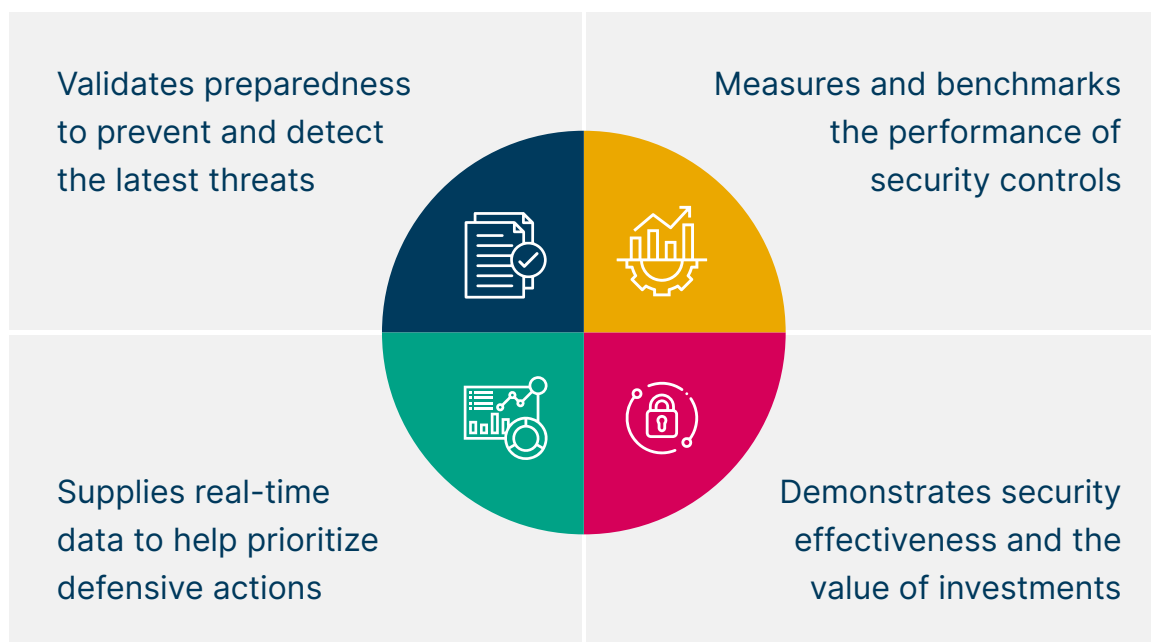 Validates preparedness
to prevent and detect
the latest threats
Measures and benchmarks
the performance of
security controls
Supplies real-time
data to help prioritize
defensive actions
Demonstrates security
effectiveness and the
value of investments